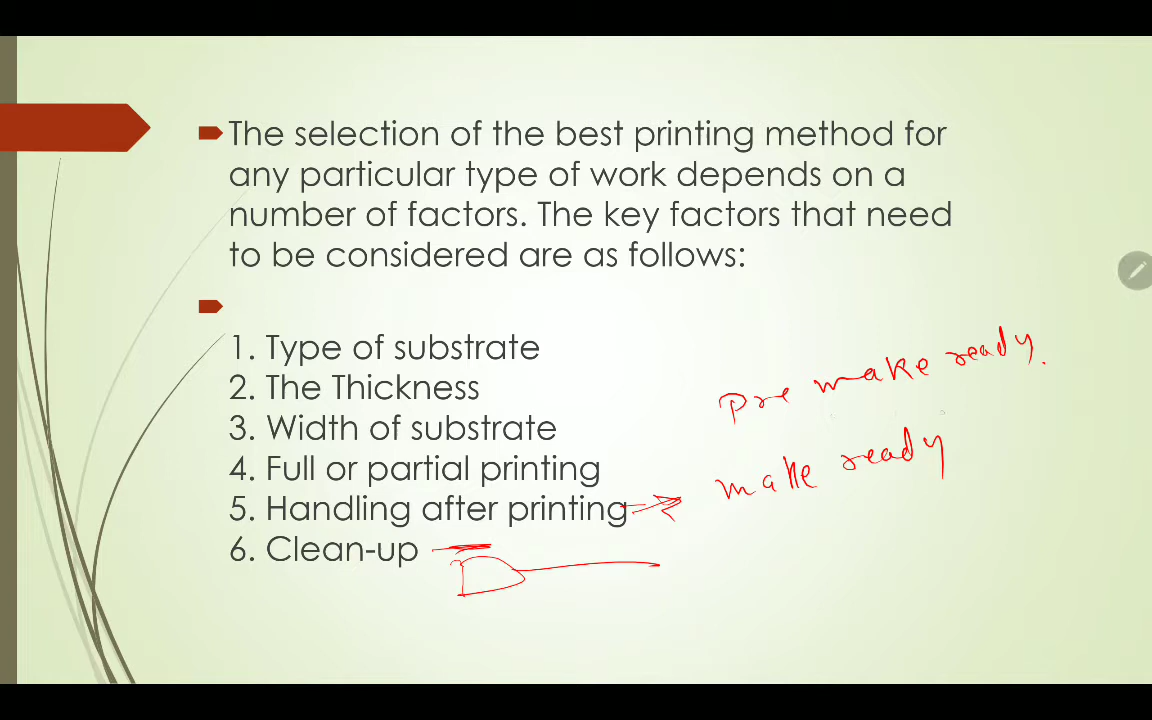 The selection of the best printing method for
any particular type of work depends on a
number of factors. The key factors that need
to be considered are as follows:
1. Type of substrate
2. The Thickness
3. Width of substrate
4. Full or partial printing
5. Handling after printing
6. Clean-up
Pre make ready.
make ready